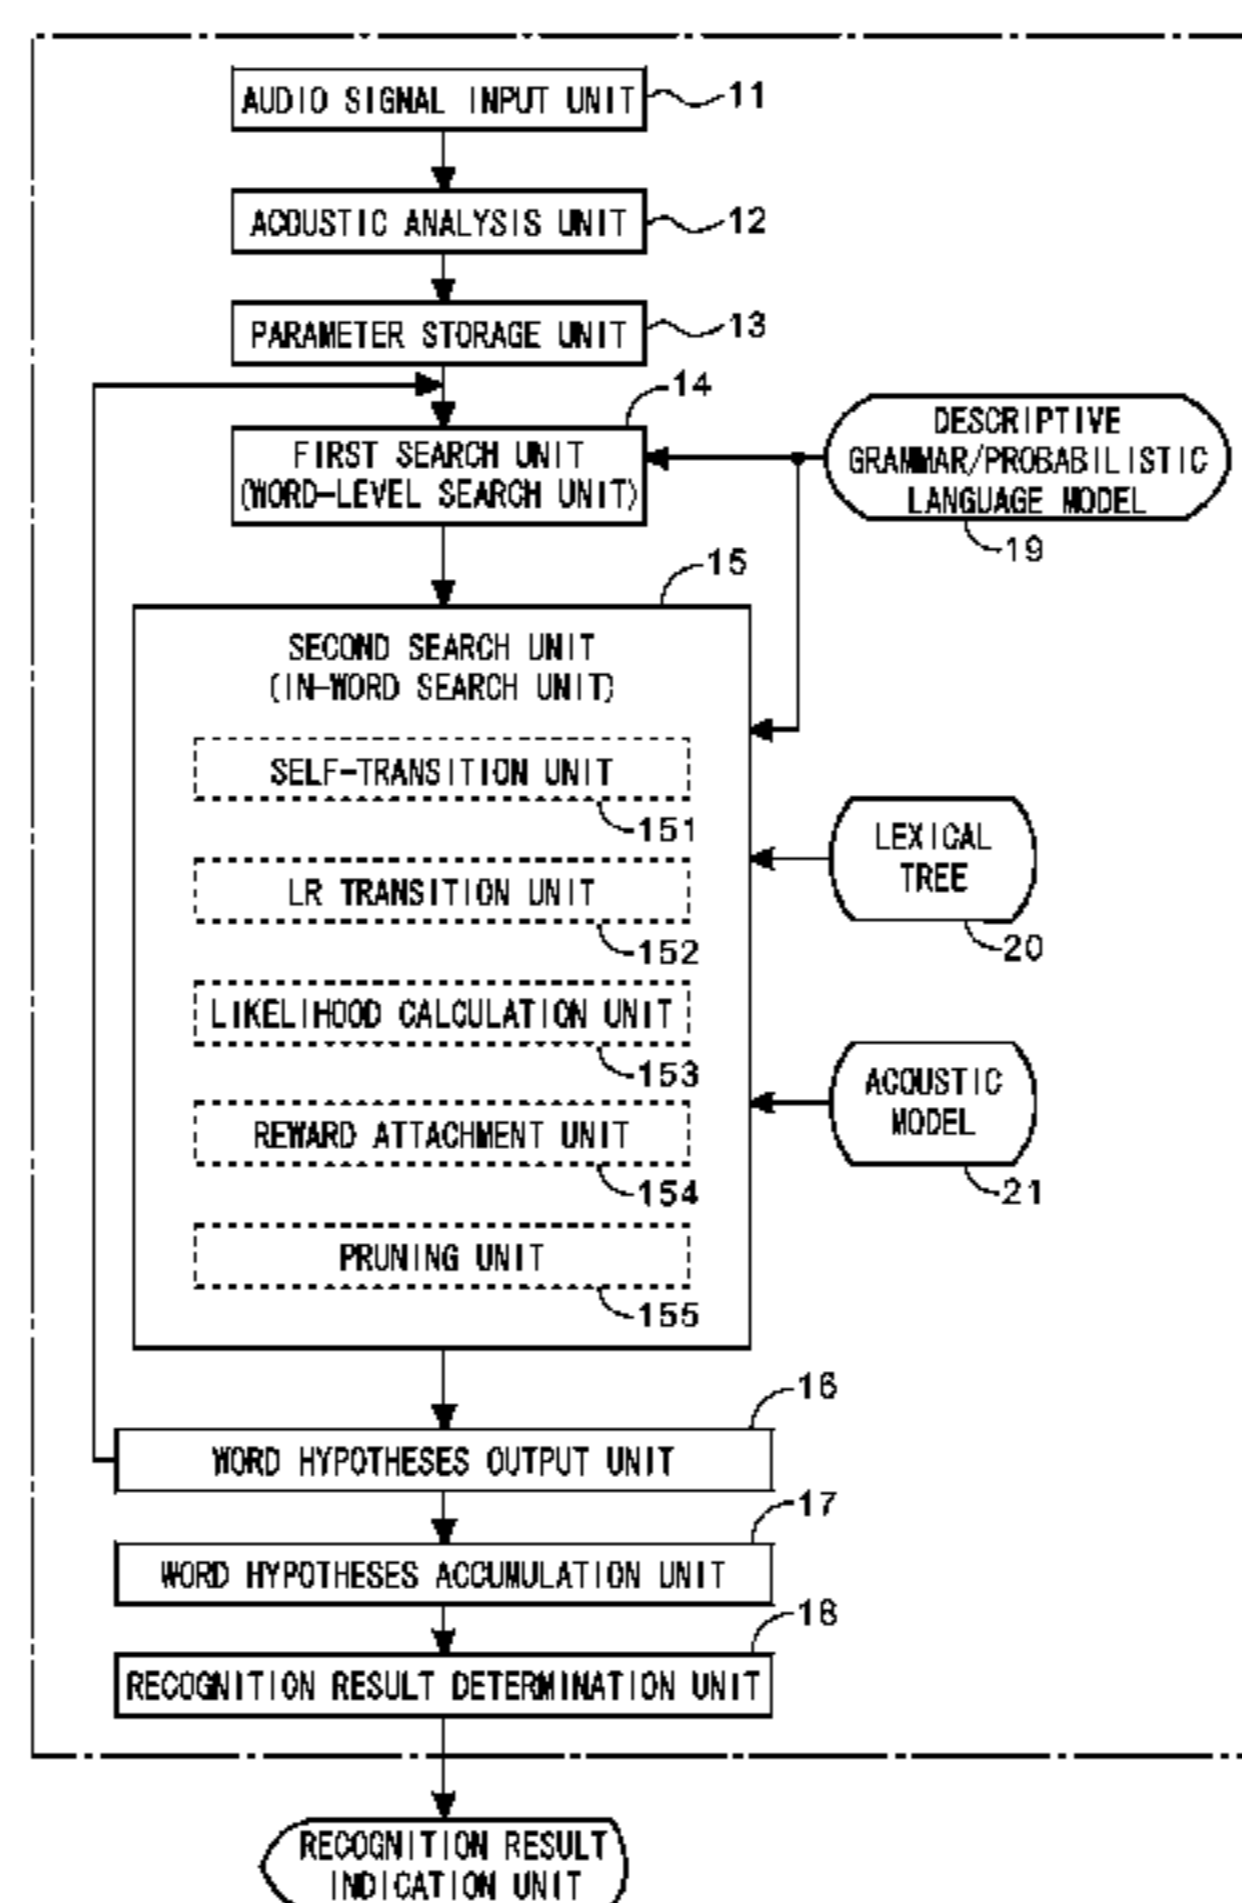 AUDIO SIGNAL INPUT UNIT
11
ACOUSTIC ANALYSIS UNIT
12
PARAMETER STORAGE UNIT
13
14
FIRST SEARCH UNIT
(WORD-LEVEL SEARCH UNIT)
DESCRIPTIVE
GRAMMAR/PROBABILISTIC
LANGUAGE MODEL
19
15
SECOND SEARCH UNIT
(IN-WORD SEARCH UNIT)
SELF-TRANSITION UNIT
151
LEXICAL
TREE
20
LR TRANSITION UNIT
152
LIKELIHOOD CALCULATION UNIT
153
ACOUSTIC
MODEL
21
REWARD ATTACHMENT UNIT
154
PRUNING UNIT
155
16
WORD HYPOTHESES OUTPUT UNIT
17
WORD HYPOTHESES ACCUMULATION UNIT
18
RECOGNITION RESULT DETERMINATION UNIT
RECOGNITION RESULT
INDICATION UNIT